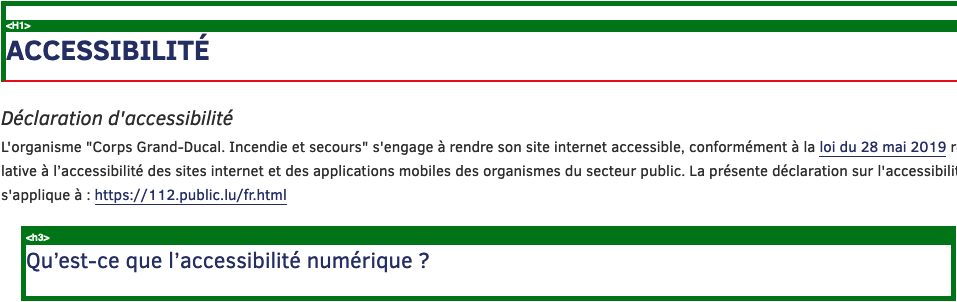 <H1>
ACCESSIBILITÉ
Déclaration d'accessibilité
L'organisme "Corps Grand-Ducal. Incendie et secours" s'engage à rendre son site internet accessible, conformément à la loi du 28 mai 2019 r
lative à l’accessibilité des sites internet et des applications mobiles des organismes du secteur public. La présente déclaration sur l'accessibilit
s'applique à : https://112.public.lu/fr.html
<h3>
Qu’est-ce que l’accessibilité numérique ?